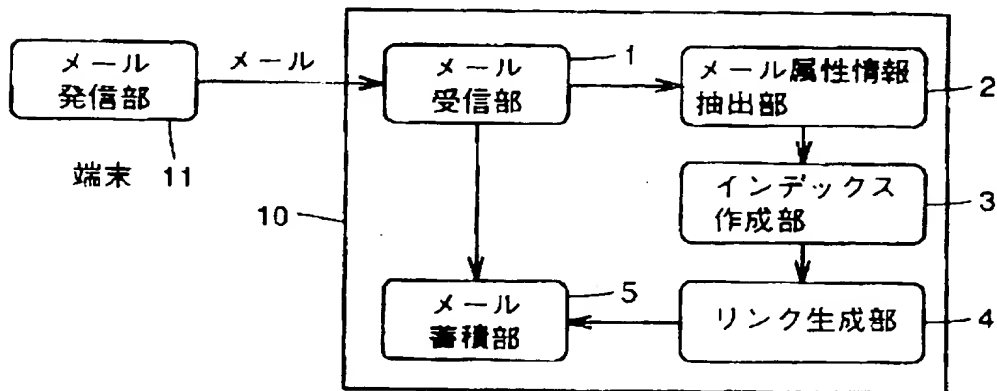 メール
発信部
メール
端末 11
10
メール
受信部
1
メール属性情報
抽出部
2
インデックス
作成部
3
リンク生成部
4
メール
蓄積部
5